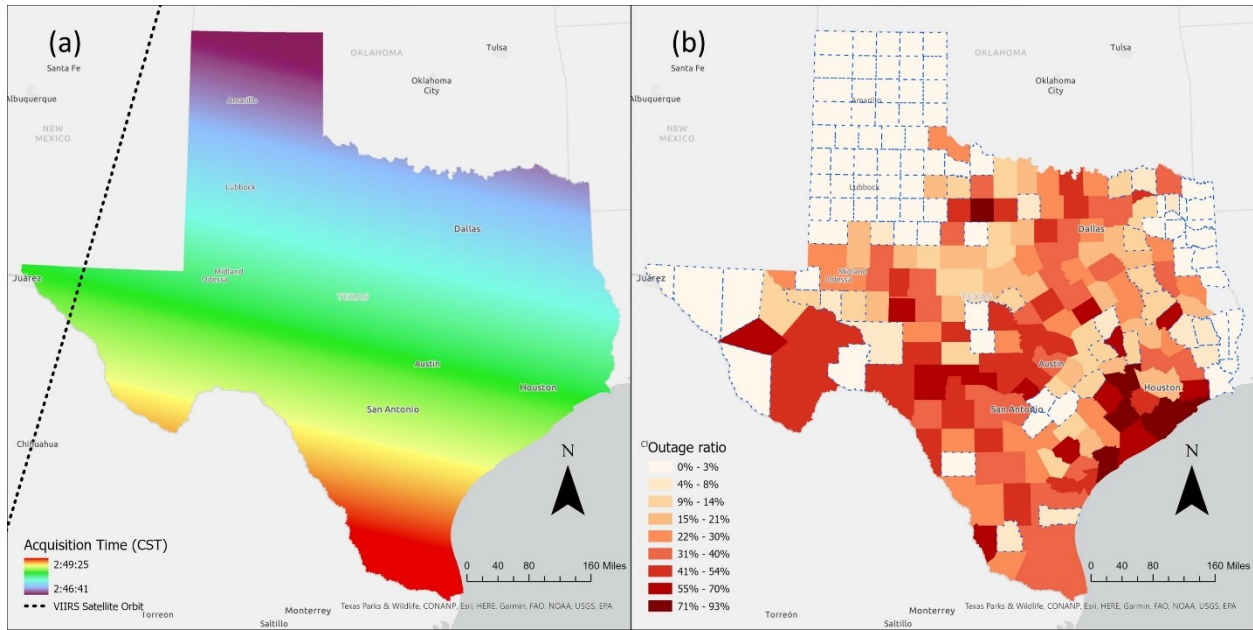 (a)
Santa Fe
OKLAHOMA
Tulsa
Oklahoma
City
Albuquerque
Amarillo
NEW
MEXICO
Lubbock
Dallas
Juárez
Midland
Odessa
TEXAS
Austin
Houston
San Antonio
Chihuahua
N
Acquisition Time (CST)
2:49:25
2:46:41
VIIRS Satellite Orbit
0 40 80 160 Miles
Torreón
Monterrey
Saltillo
Texas Parks & Wildlife, CONANP, Esri, HERE, Garmin, FAO, NOAA, USGS, EPA
(b)
Santa Fe
OKLAHOMA
Tulsa
Oklahoma
City
Albuquerque
Amarillo
NEW
MEXICO
Lubbock
Dallas
Juárez
Midland
Odessa
TEXAS
Austin
Houston
San Antonio
N
Outage ratio
0% - 3%
4% - 8%
9% - 14%
15% - 21%
22% - 30%
31% - 40%
41% - 54%
55% - 70%
71% - 93%
0 40 80 160 Miles
Torreón
Monterrey
Saltillo
Texas Parks & Wildlife, CONANP, Esri, HERE, Garmin, FAO, NOAA, USGS, EPA